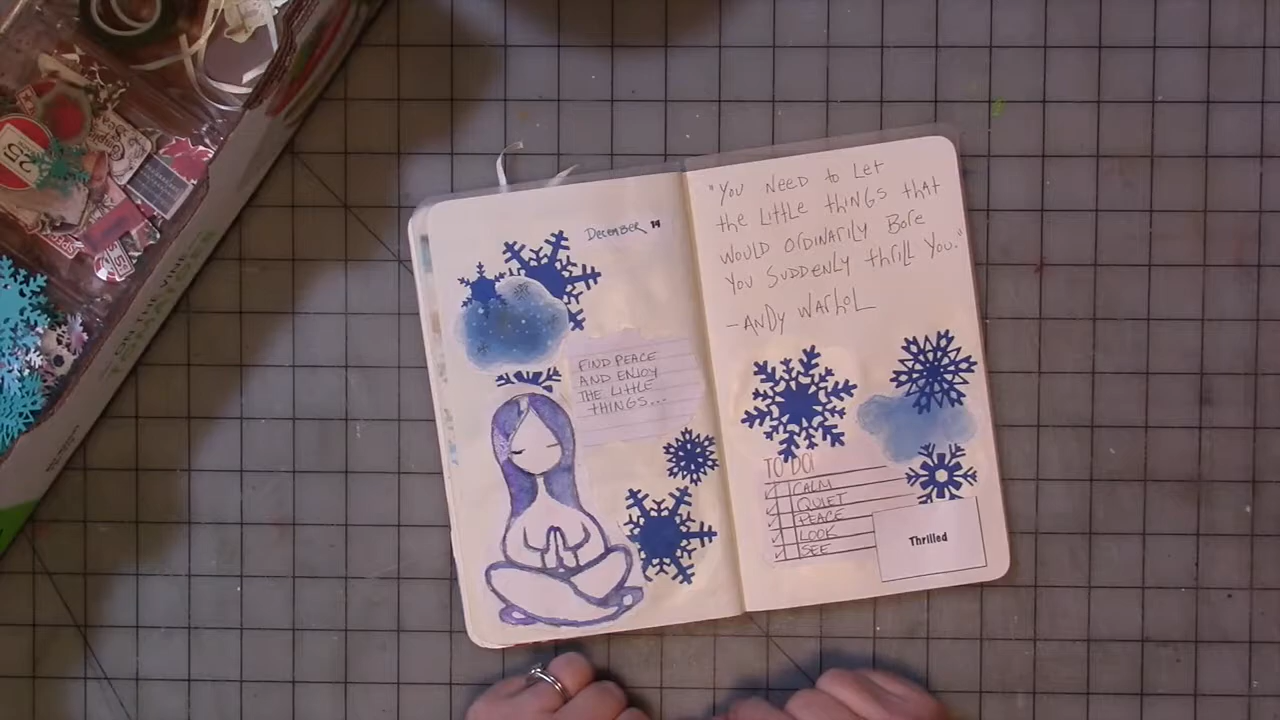 December 14
FIND PEACE
AND ENJOY
THE LITTLE
THINGS...
"YOU NEED to LET
the LittLE thiNGS that
WOULD ORDINARILY BORE
YOU SUDDENLY thRILL YOU."
-ANDY WARHOL
TO DO
CALM
QUIET
PEACE
LOOK
SEE
Thrilled
25